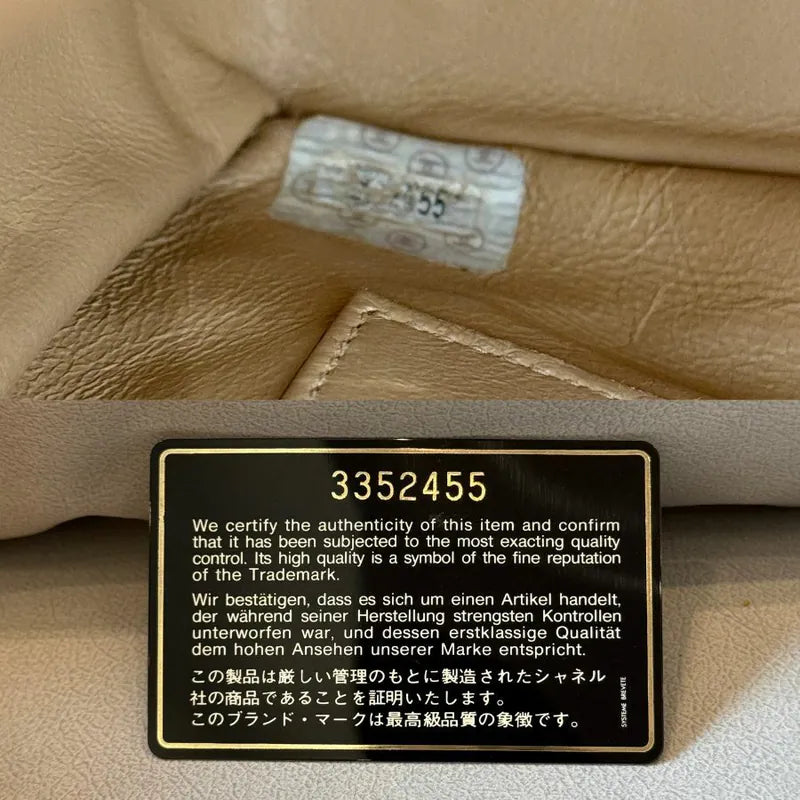 3352455
We certify the authenticity of this item and confirm
that it has been subjected to the most exacting quality
control. Its high quality is a symbol of the fine reputation
of the Trademark.
Wir bestätigen, dass es sich um einen Artikel handelt,
der während seiner Herstellung strengsten Kontrollen
unterworfen war, und dessen erstklassige Qualität
dem hohen Ansehen unserer Marke entspricht.
この製品は厳しい管理のもとに製造されたシャネル
社の商品であることを証明いたします。
このブランド・マークは最高級品質の象徴です。
SYSTEME BREVETE